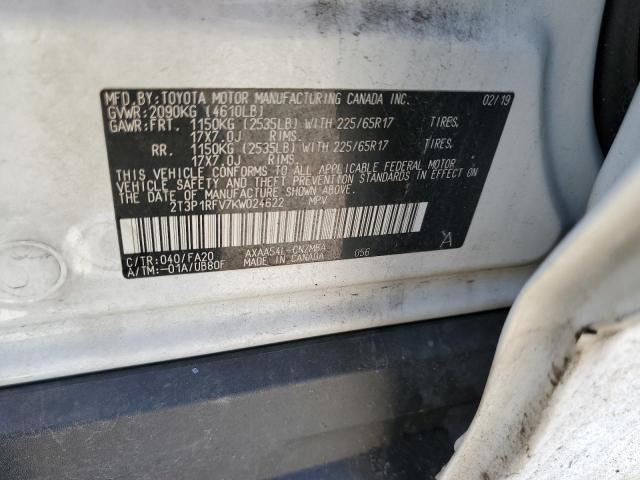 MFD.BY:TOYOTA MOTOR MANUFACTURING CANADA INC. 02/19
GVWR:2090KG (4610LB)
GAWR:FRT. 1150KG (2535LB) WITH 225/65R17 TIRES.
17X7.0J RIMS.
RR. 1150KG (2535LB) WITH 225/65R17 TIRES.
17X7.0J RIMS.
THIS VEHICLE CONFORMS TO ALL APPLICABLE FEDERAL MOTOR
VEHICLE SAFETY AND THEFT PREVENTION STANDARDS IN EFFECT ON
THE DATE OF MANUFACTURE SHOWN ABOVE.
2T3P1RFV7KW024622 MPV
C/TR:040/FA20 AXAA54L-CNZMBA 056
A/TM:-01A/UB80F MADE IN CANADA A